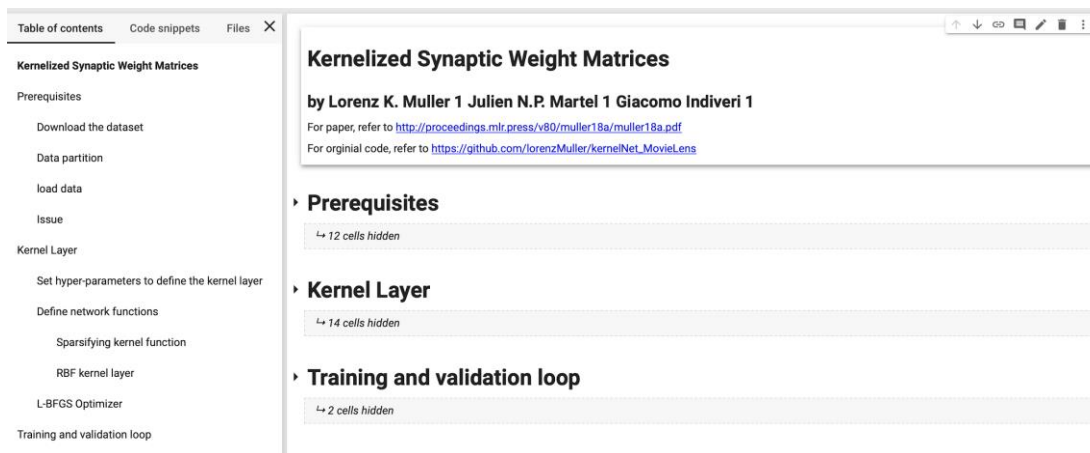 Table of contents Code snippets Files
Kernelized Synaptic Weight Matrices
Prerequisites
Download the dataset
Data partition
load data
Issue
Kernel Layer
Set hyper-parameters to define the kernel layer
Define network functions
Sparsifying kernel function
RBF kernel layer
L-BFGS Optimizer
Training and validation loop
Kernelized Synaptic Weight Matrices
by Lorenz K. Muller 1 Julien N.P. Martel 1 Giacomo Indiveri 1
For paper, refer to http://proceedings.mlr.press/v80/muller18a/muller18a.pdf
For orginial code, refer to https://github.com/lorenzMuller/kernelNet_MovieLens
Prerequisites
12 cells hidden
Kernel Layer
14 cells hidden
Training and validation loop
2 cells hidden